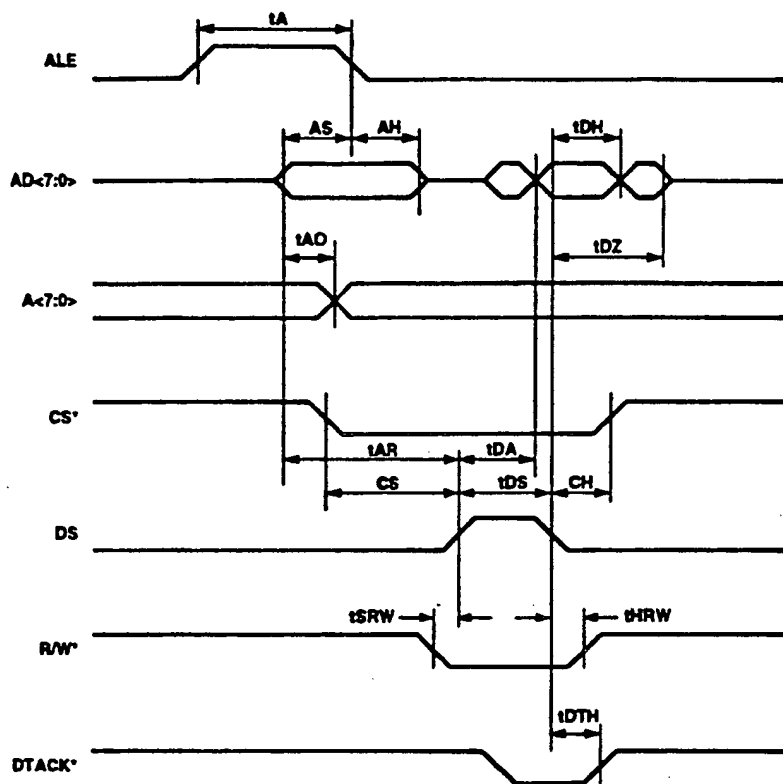 tA
ALE
AS
AH
tDH
AD<7:0>
tDZ
tAD
A<7:0>
CS*
tAR
tDA
CS
tDS
CH
DS
tSRW
tHRW
R/W*
tDTH
DTACK*